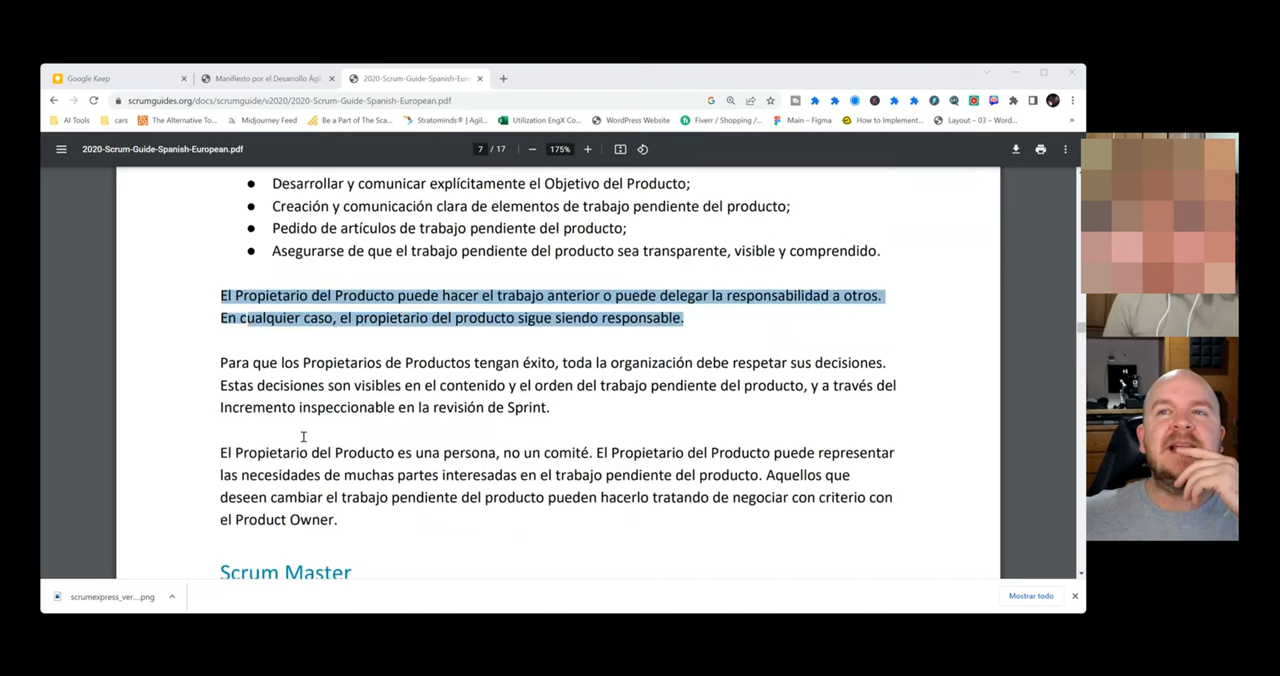 Google Keep
Manifiesto por el Desarrollo Ági
2020-Scrum-Guide-Spanish-Euro
scrumguides.org/docs/scrumguide/v2020/2020-Scrum-Guide-Spanish-European.pdf
AI Tools cars The Alternative To... Midjourney Feed Be a Part of The Sca... Stratominds® | Agil... Utilization EngX Co... WordPress Website Fiverr / Shopping /... Main – Figma How to Implement... Layout – 03 – Word... »
2020-Scrum-Guide-Spanish-European.pdf 7 / 17 175%
● Desarrollar y comunicar explícitamente el Objetivo del Producto;
● Creación y comunicación clara de elementos de trabajo pendiente del producto;
● Pedido de artículos de trabajo pendiente del producto;
● Asegurarse de que el trabajo pendiente del producto sea transparente, visible y comprendido.
El Propietario del Producto puede hacer el trabajo anterior o puede delegar la responsabilidad a otros.
En cualquier caso, el propietario del producto sigue siendo responsable.
Para que los Propietarios de Productos tengan éxito, toda la organización debe respetar sus decisiones.
Estas decisiones son visibles en el contenido y el orden del trabajo pendiente del producto, y a través del
Incremento inspeccionable en la revisión de Sprint.
El Propietario del Producto es una persona, no un comité. El Propietario del Producto puede representar
las necesidades de muchas partes interesadas en el trabajo pendiente del producto. Aquellos que
deseen cambiar el trabajo pendiente del producto pueden hacerlo tratando de negociar con criterio con
el Product Owner.
Scrum Master
scrumexpress_ver....png
Mostrar todo